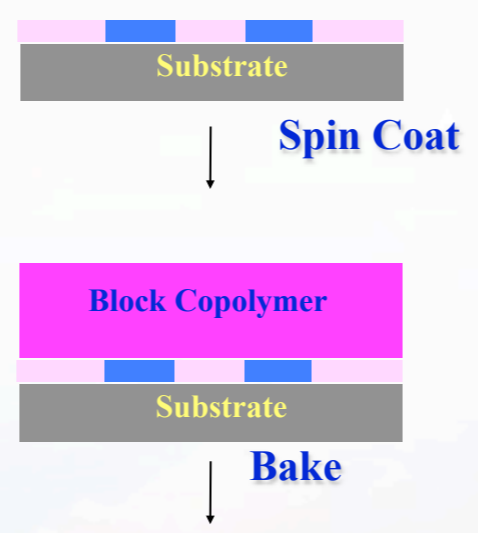 Substrate
Spin Coat
Block Copolymer
Substrate
Bake